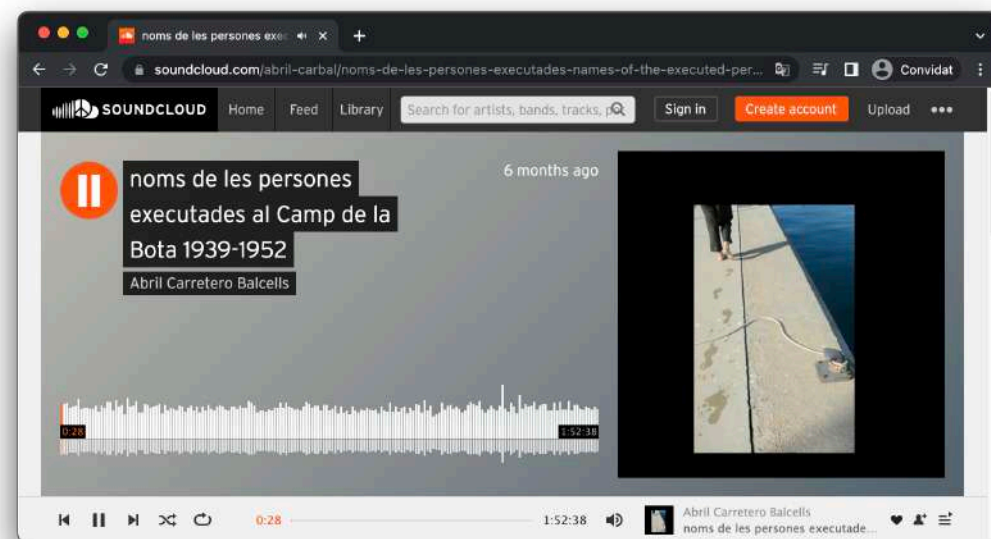 noms de les persones exec
soundcloud.com/abril-carbal/noms-de-les-persones-executades-names-of-the-executed-per...
Convidat
SOUNDCLOUD
Home
Feed
Library
Search for artists, bands, tracks, p
Sign in
Create account
Upload
noms de les persones
executades al Camp de la
Bota 1939-1952
Abril Carretero Balcells
6 months ago
0:28
1:52:38
0:28
1:52:38
Abril Carretero Balcells
noms de les persones executade...